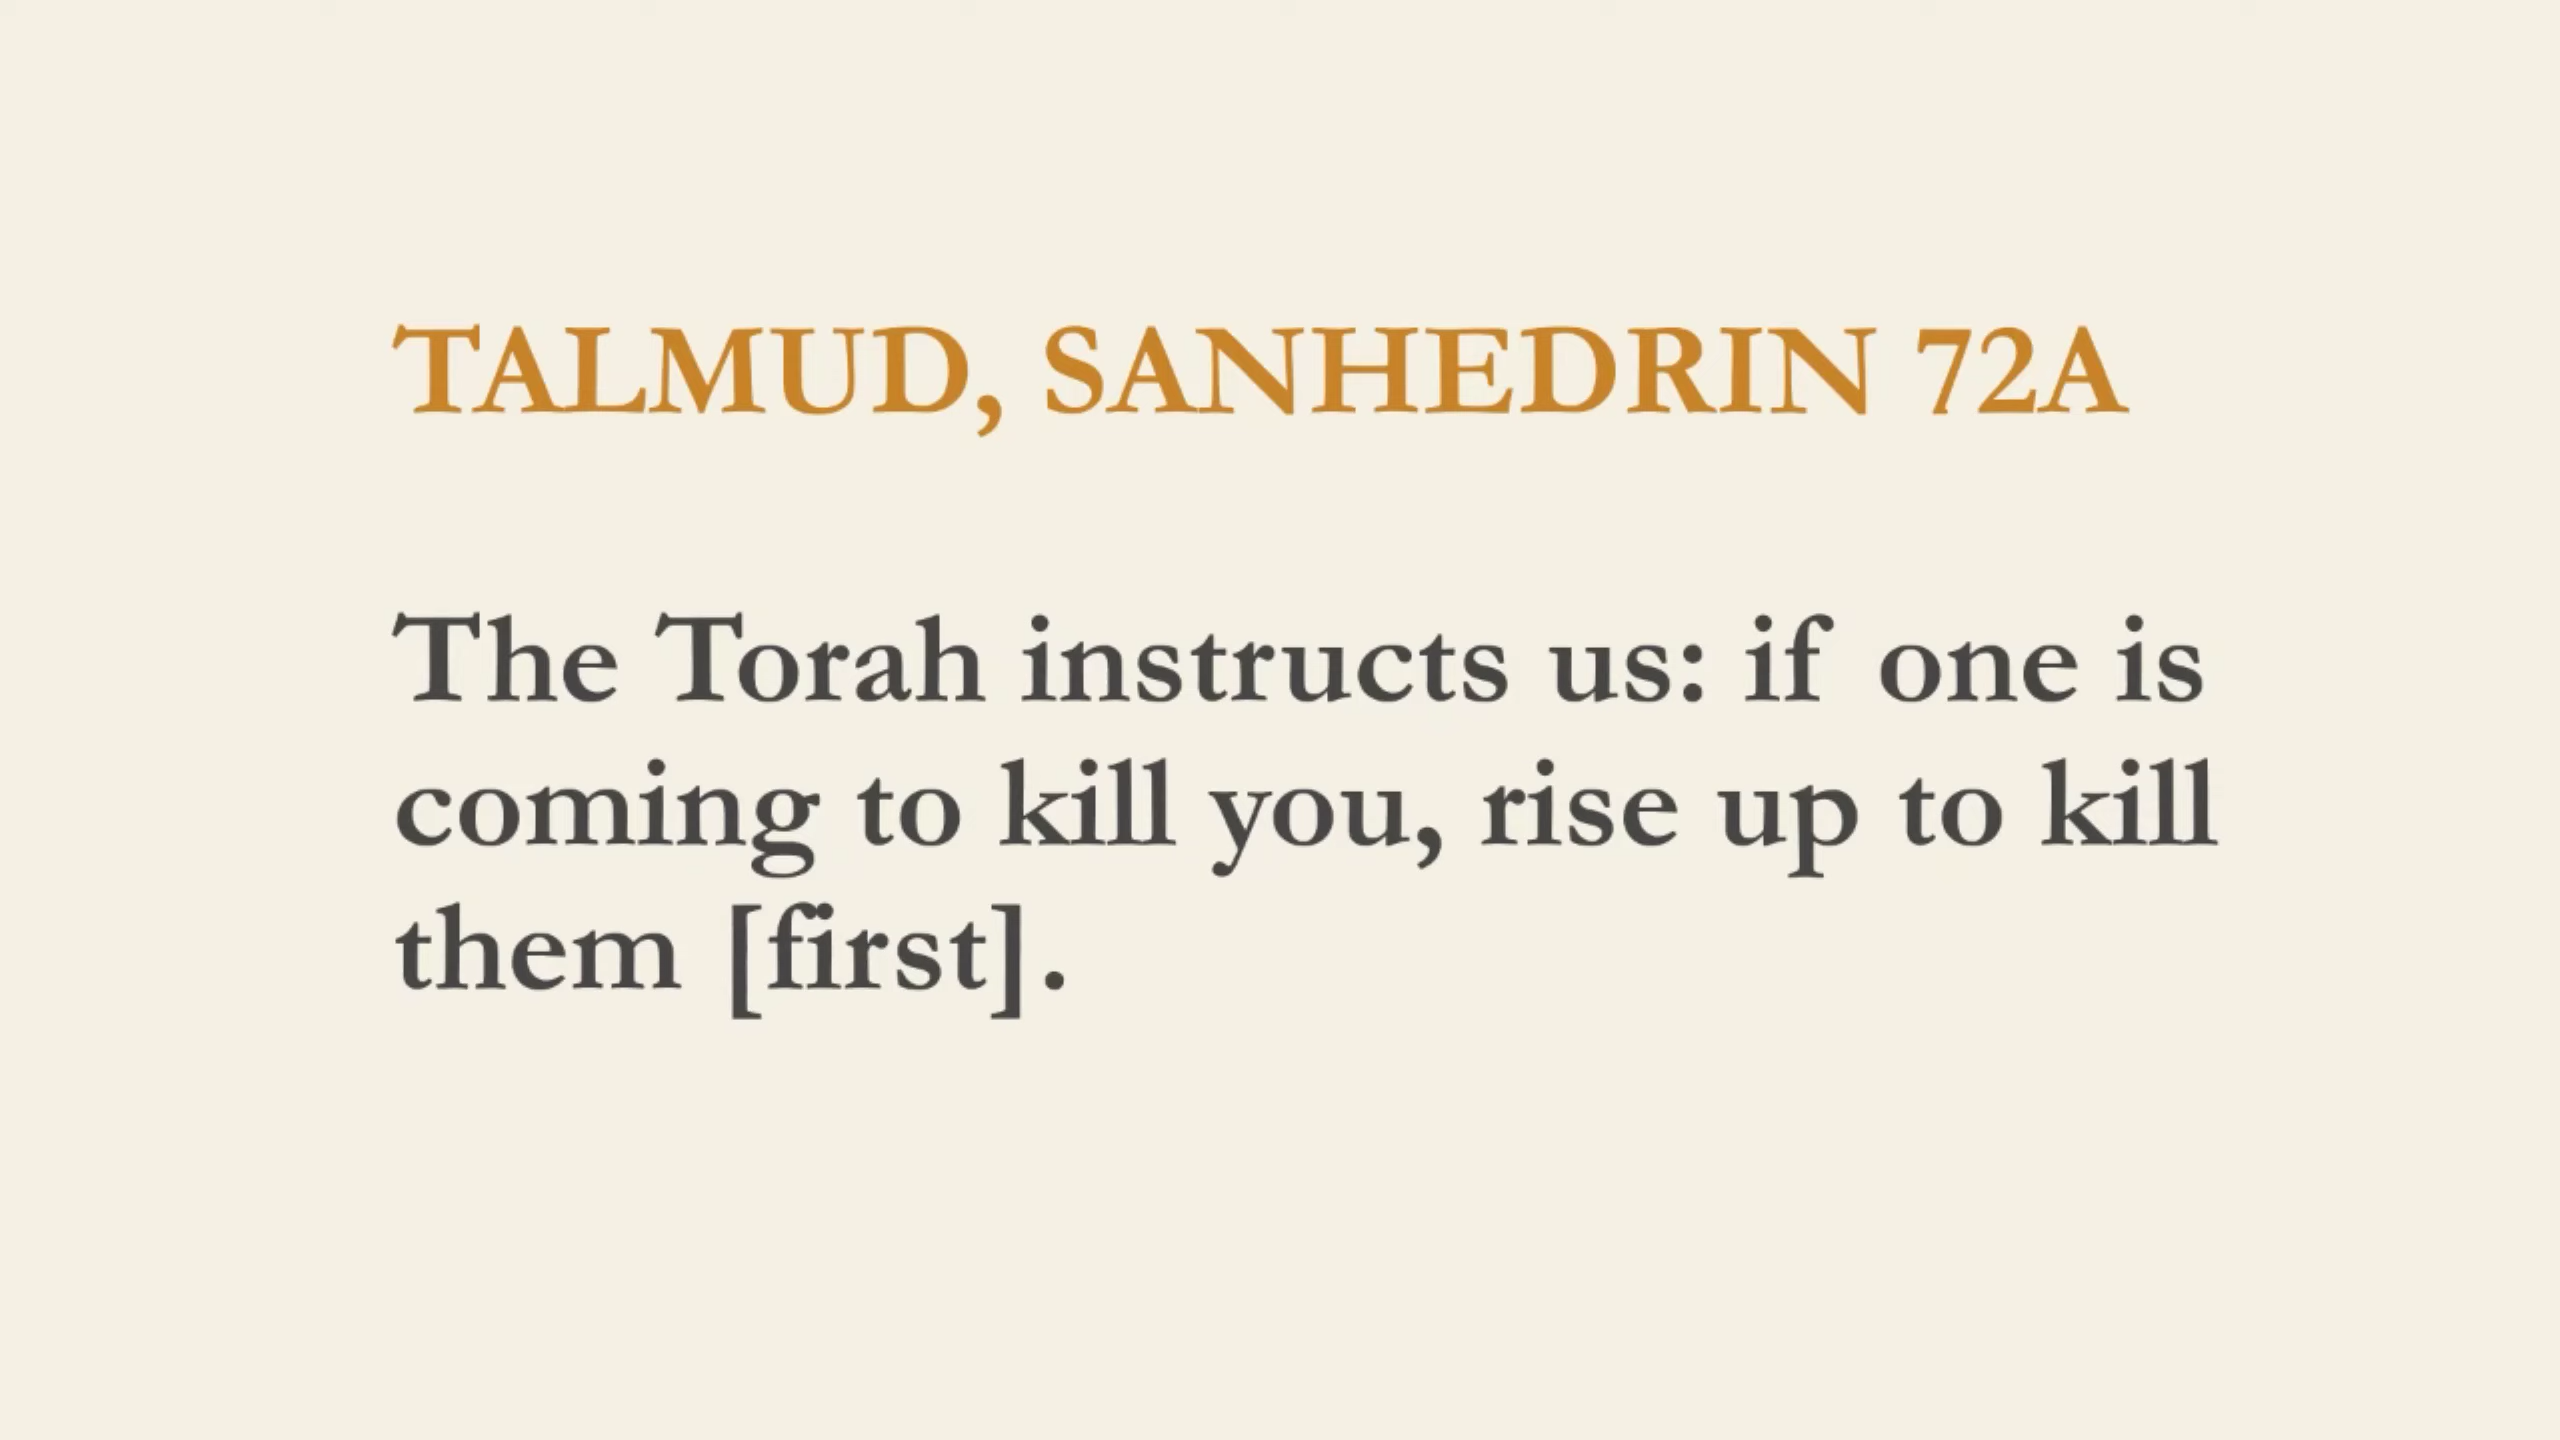 TALMUD, SANHEDRIN 72A
The Torah instructs us: if one is
coming to kill you, rise up to kill
them [first].